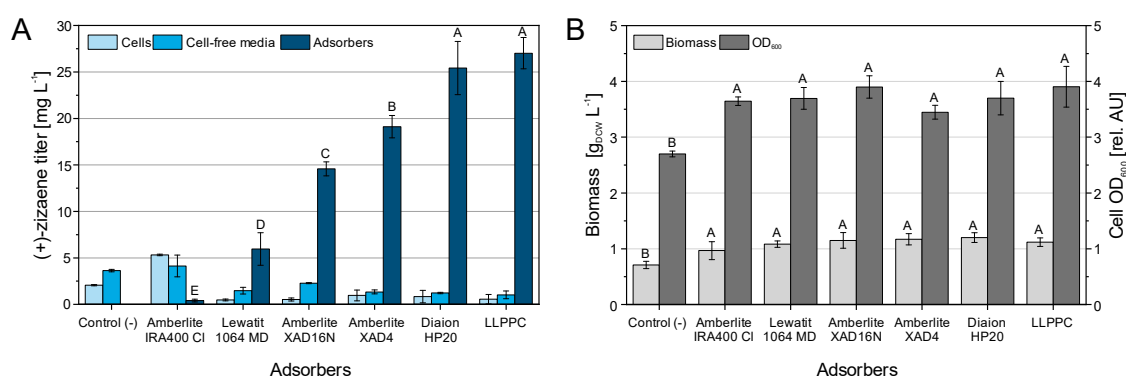 A
(+)-zizaene titer [mg L⁻¹]
30
25
20
15
10
5
0
Cells
Cell-free media
Adsorbers
E
D
C
B
A
A
Control (-)
Amberlite
IRA400 Cl
Lewatit
1064 MD
Amberlite
XAD16N
Amberlite
XAD4
Diaion
HP20
LLPPC
Adsorbers
B
Biomass [g_DCW L⁻¹]
5
4
3
2
1
0
Biomass
OD₆₀₀
B
B
A
A
A
A
A
A
A
A
A
A
A
A
5
4
3
2
1
0
Cell OD₆₀₀ [rel. AU]
Control (-)
Amberlite
IRA400 Cl
Lewatit
1064 MD
Amberlite
XAD16N
Amberlite
XAD4
Diaion
HP20
LLPPC
Adsorbers